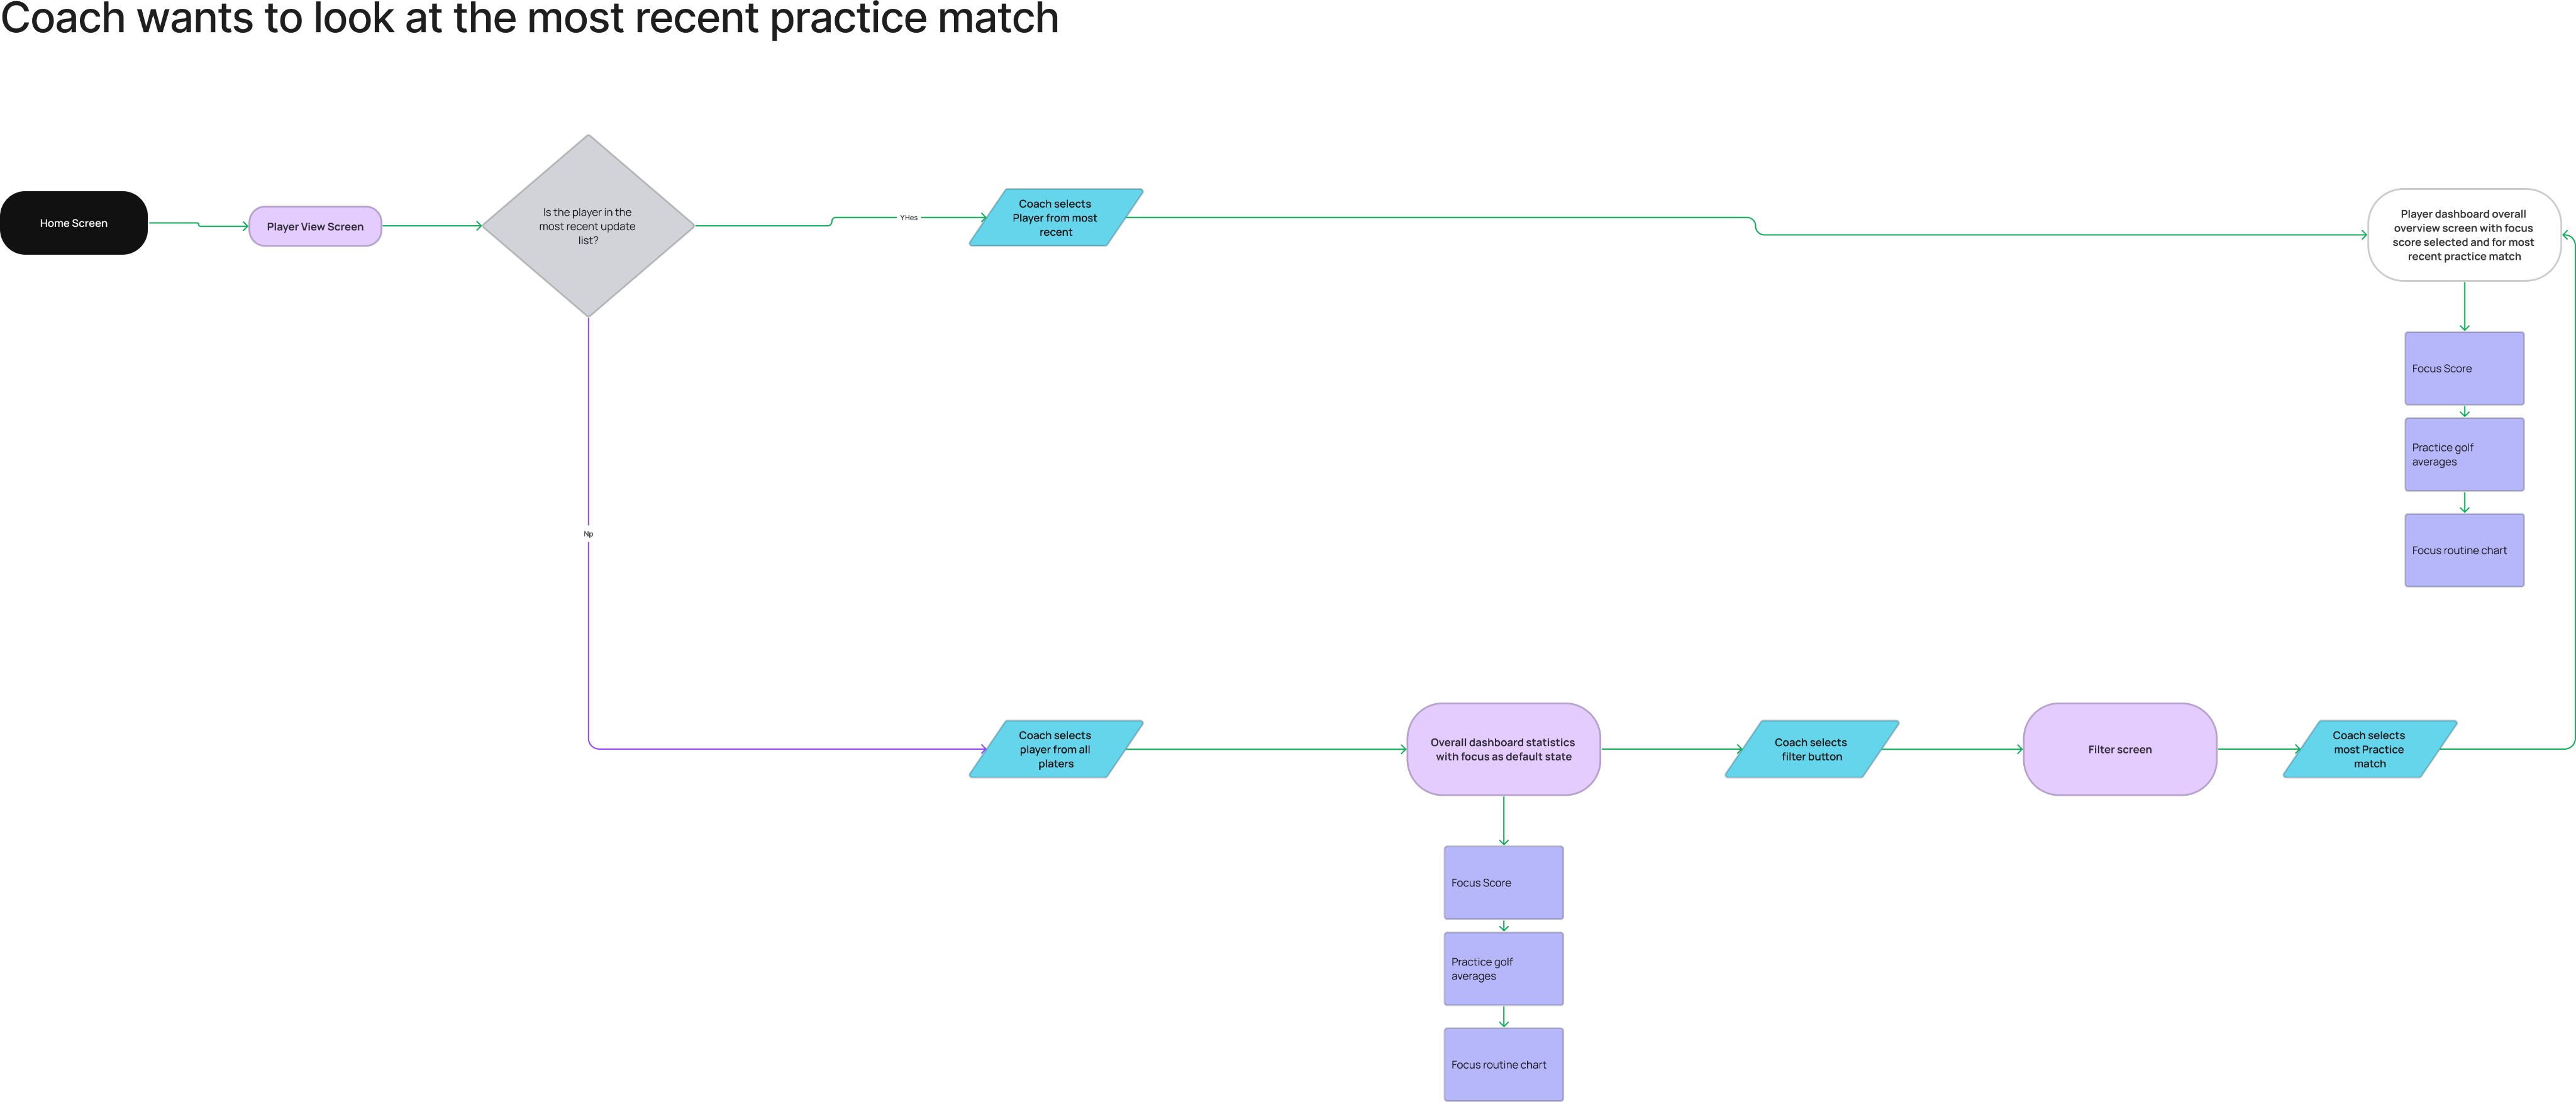 Coach wants to look at the most recent practice match
Home Screen
Player View Screen
Is the player in the
most recent update
list?
YHes
Coach selects
Player from most
recent
Player dashboard overall
overview screen with focus
score selected and for most
recent practice match
Focus Score
Practice golf
averages
Focus routine chart
Np
Coach selects
player from all
platers
Overall dashboard statistics
with focus as default state
Coach selects
filter button
Filter screen
Coach selects
most Practice
match
Focus Score
Practice golf
averages
Focus routine chart